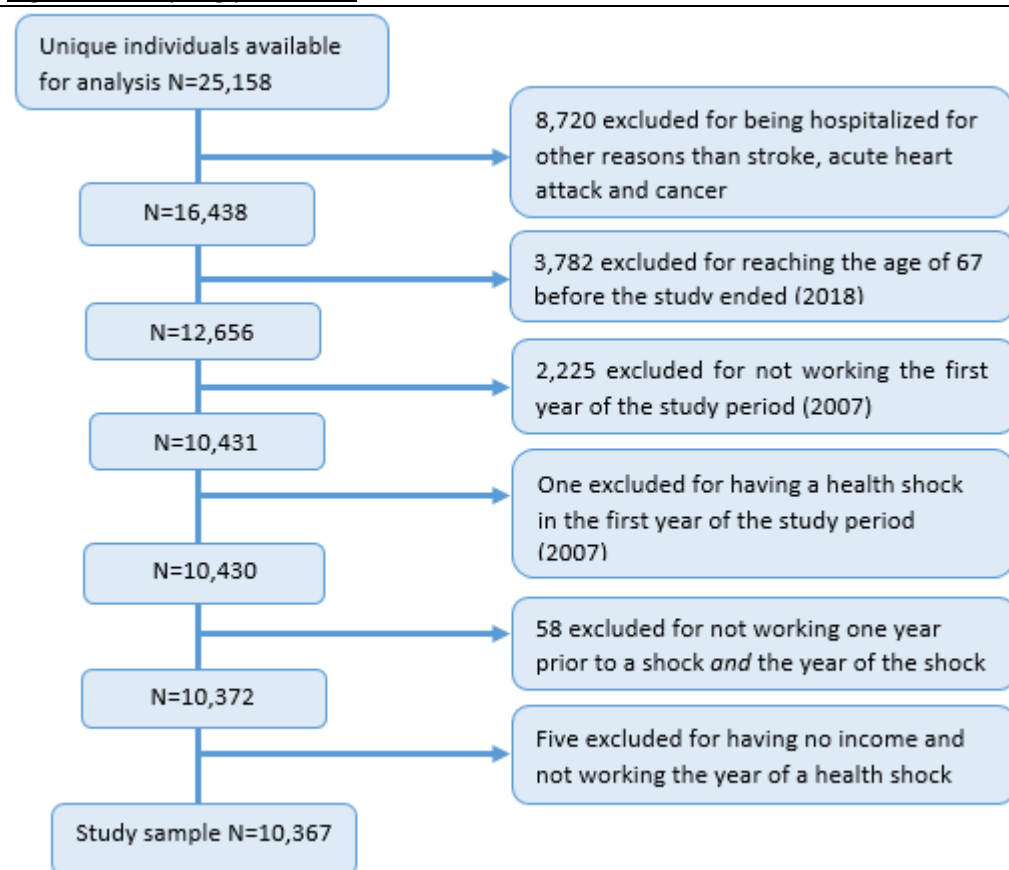 Unique individuals available
for analysis N=25,158
8,720 excluded for being hospitalized for
other reasons than stroke, acute heart
attack and cancer
N=16,438
3,782 excluded for reaching the age of 67
before the study ended (2018)
N=12,656
2,225 excluded for not working the first
year of the study period (2007)
N=10,431
One excluded for having a health shock
in the first year of the study period
(2007)
N=10,430
58 excluded for not working one year
prior to a shock and the year of the shock
N=10,372
Five excluded for having no income and
not working the year of a health shock
Study sample N=10,367